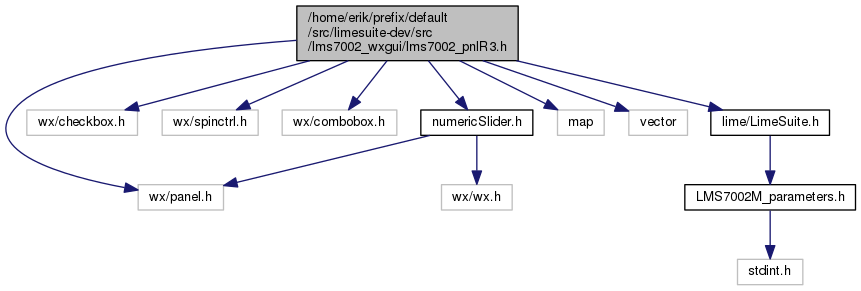 /home/erik/prefix/default
/src/limesuite-dev/src
/lms7002_wxgui/lms7002_pnlR3.h
wx/checkbox.h
wx/spinctrl.h
wx/combobox.h
numericSlider.h
map
vector
lime/LimeSuite.h
wx/panel.h
wx/wx.h
LMS7002M_parameters.h
stdint.h